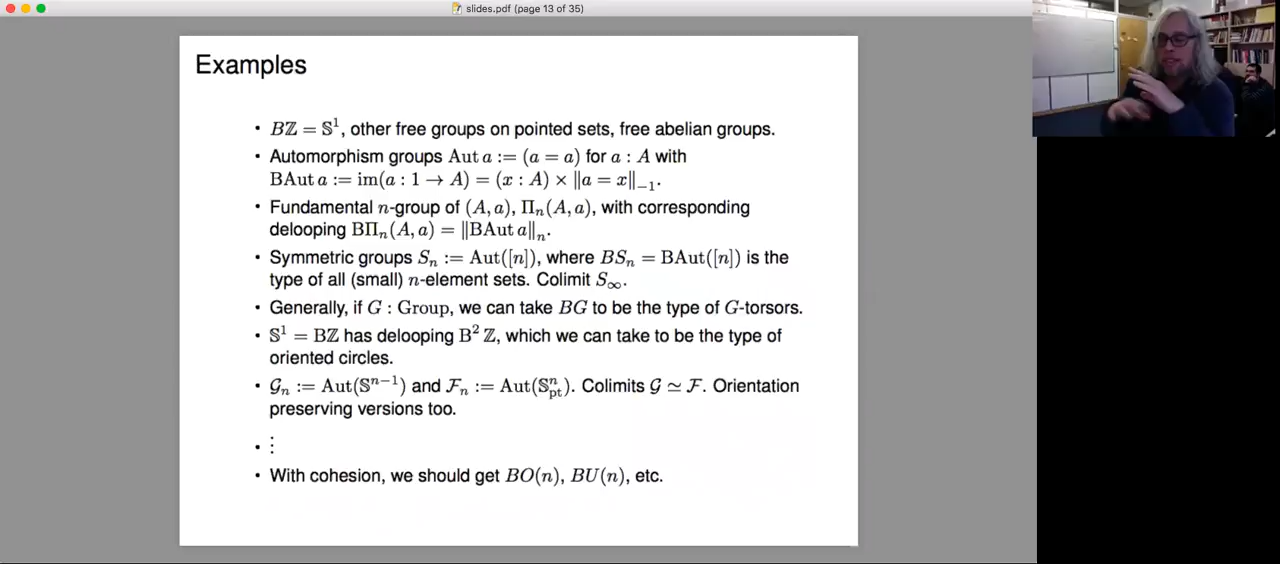 slides.pdf (page 13 of 35)
Examples
• Bℤ = 𝕊¹, other free groups on pointed sets, free abelian groups.
• Automorphism groups Aut a := (a = a) for a : A with
BAut a := im(a : 1 → A) = (x : A) × ‖a = x‖₋₁.
• Fundamental n-group of (A, a), Πₙ(A, a), with corresponding
delooping BΠₙ(A, a) = ‖BAut a‖ₙ.
• Symmetric groups Sₙ := Aut([n]), where BSₙ = BAut([n]) is the
type of all (small) n-element sets. Colimit S∞.
• Generally, if G : Group, we can take BG to be the type of G-torsors.
• 𝕊¹ = Bℤ has delooping B² ℤ, which we can take to be the type of
oriented circles.
• 𝒢ₙ := Aut(𝕊ⁿ⁻¹) and ℱₙ := Aut(𝕊ⁿ_pt). Colimits 𝒢 ≃ ℱ. Orientation
preserving versions too.
• ⋮
• With cohesion, we should get BO(n), BU(n), etc.